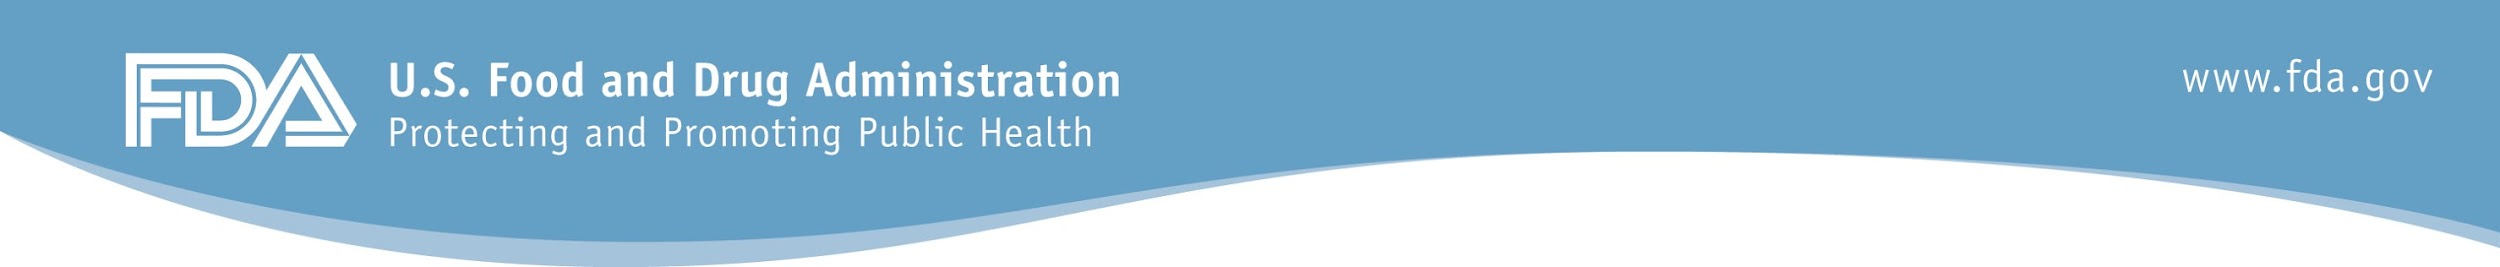 FDA
U.S. Food and Drug Administration
Protecting and Promoting Public Health
www.fda.gov